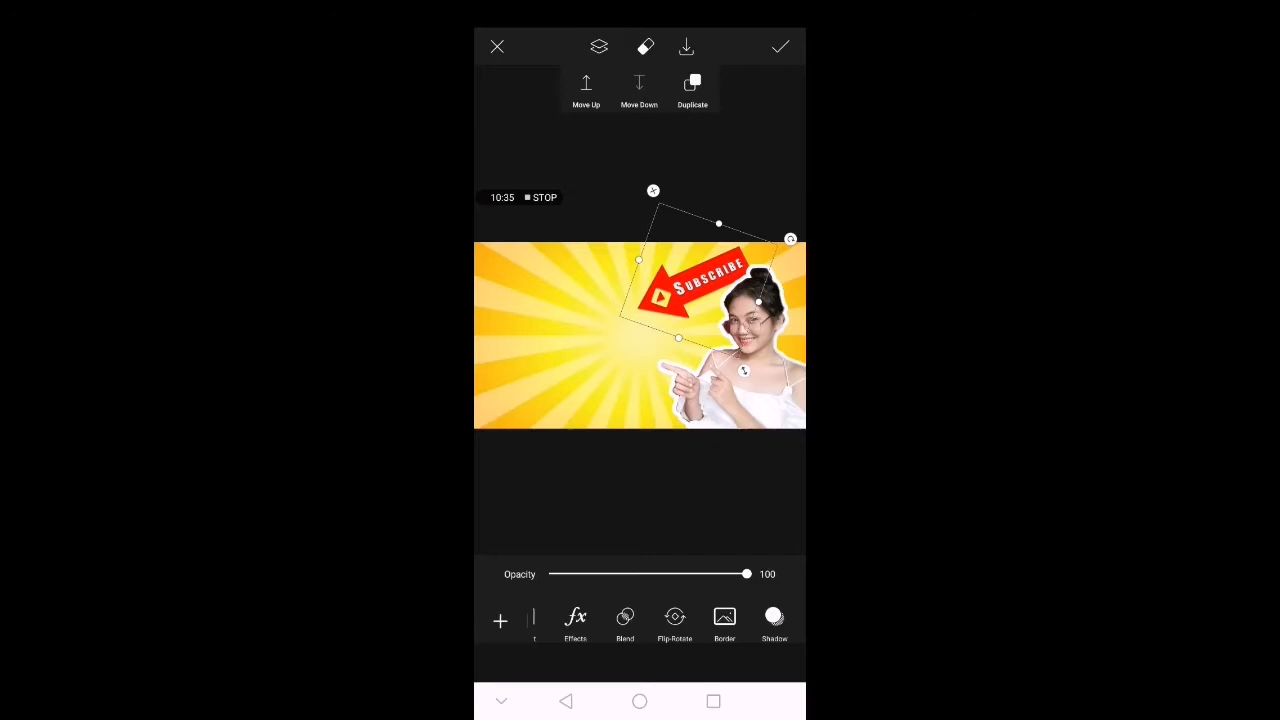 Move Up Move Down Duplicate
10:35 STOP
SUBSCRIBE
Opacity 100
t Effects Blend Flip-Rotate Border Shadow